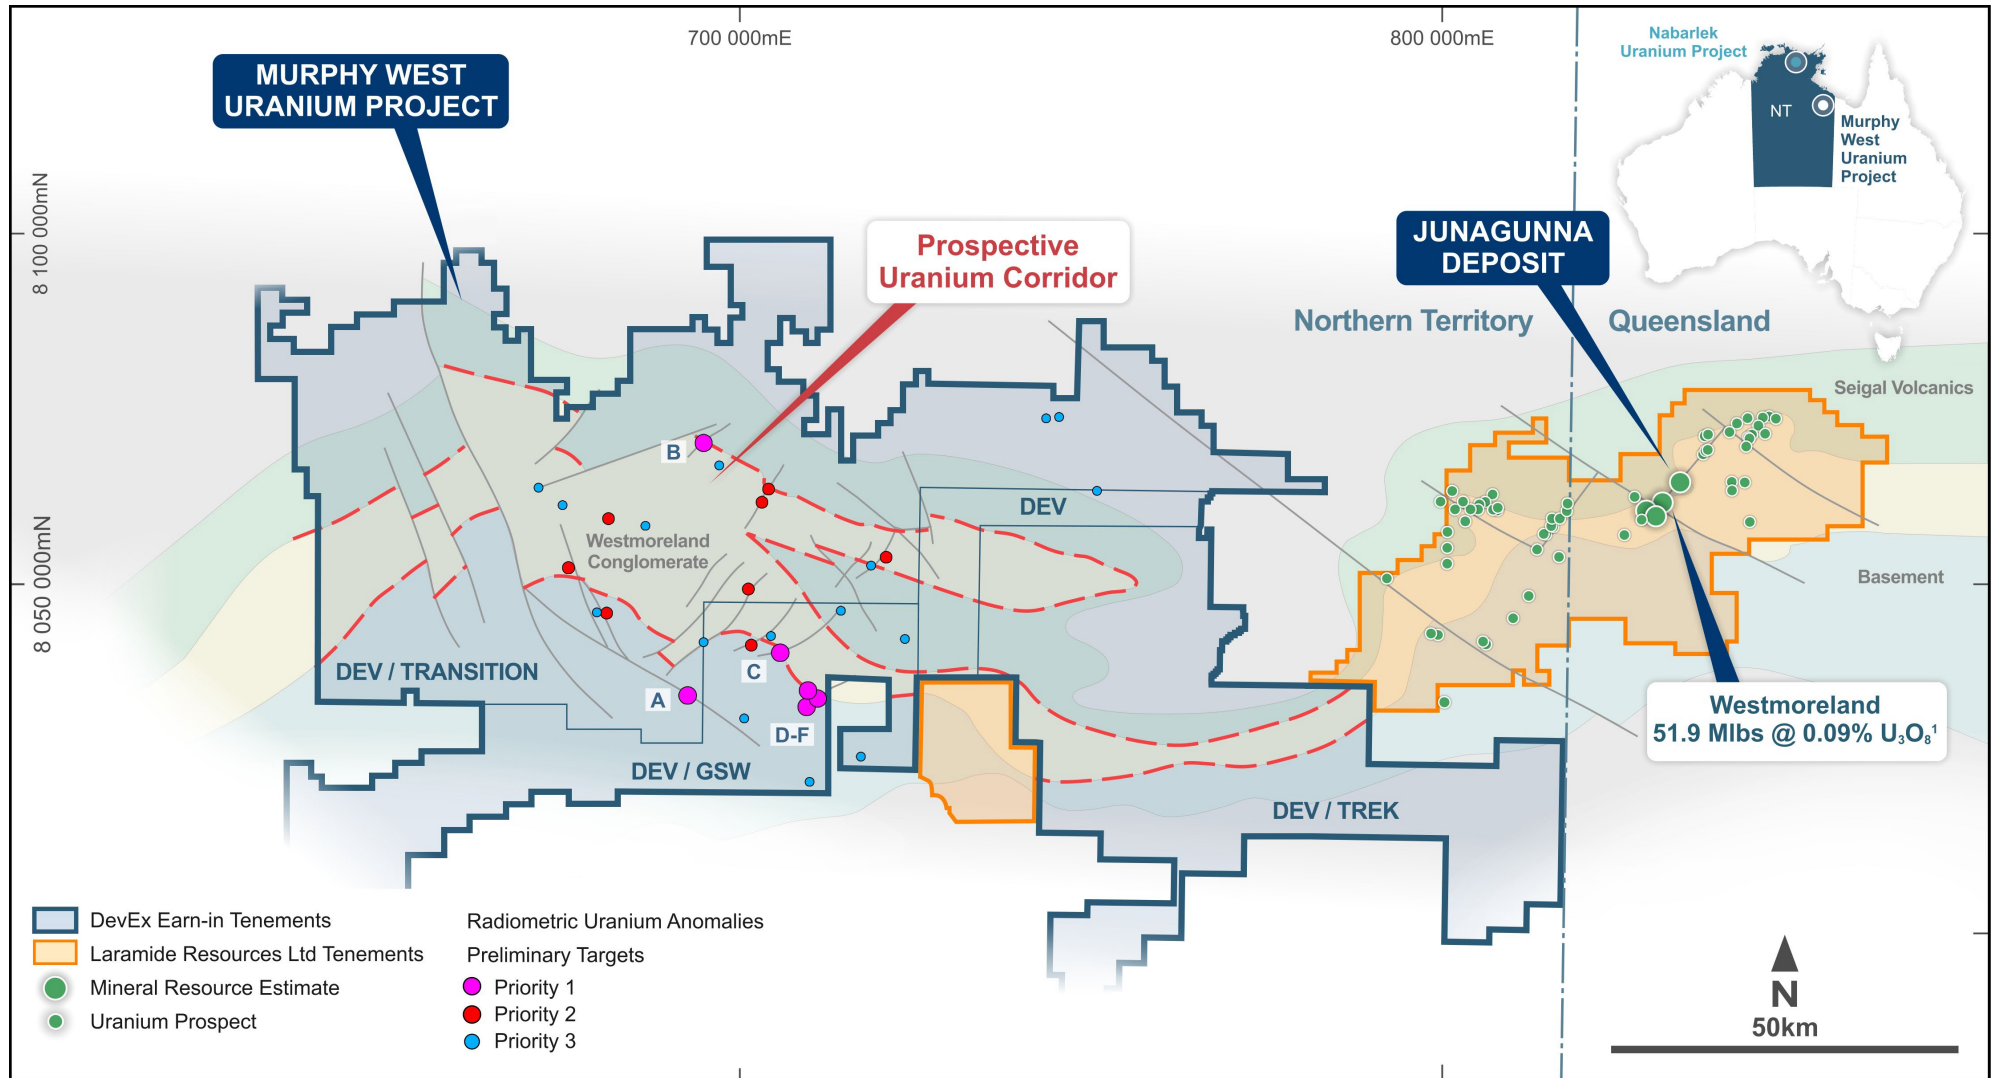 700 000mE
800 000mE
Nabarlek
Uranium Project
NT
Murphy
West
Uranium
Project
MURPHY WEST
URANIUM PROJECT
8 100 000mN
Prospective
Uranium Corridor
JUNAGUNNA
DEPOSIT
Northern Territory
Queensland
Seigal Volcanics
B
DEV
Westmoreland
Conglomerate
Basement
8 050 000mN
DEV / TRANSITION
C
A
D-F
Westmoreland
51.9 Mlbs @ 0.09% U₃O₈¹
DEV / GSW
DEV / TREK
DevEx Earn-in Tenements
Laramide Resources Ltd Tenements
Mineral Resource Estimate
Uranium Prospect
Radiometric Uranium Anomalies
Preliminary Targets
Priority 1
Priority 2
Priority 3
N
50km